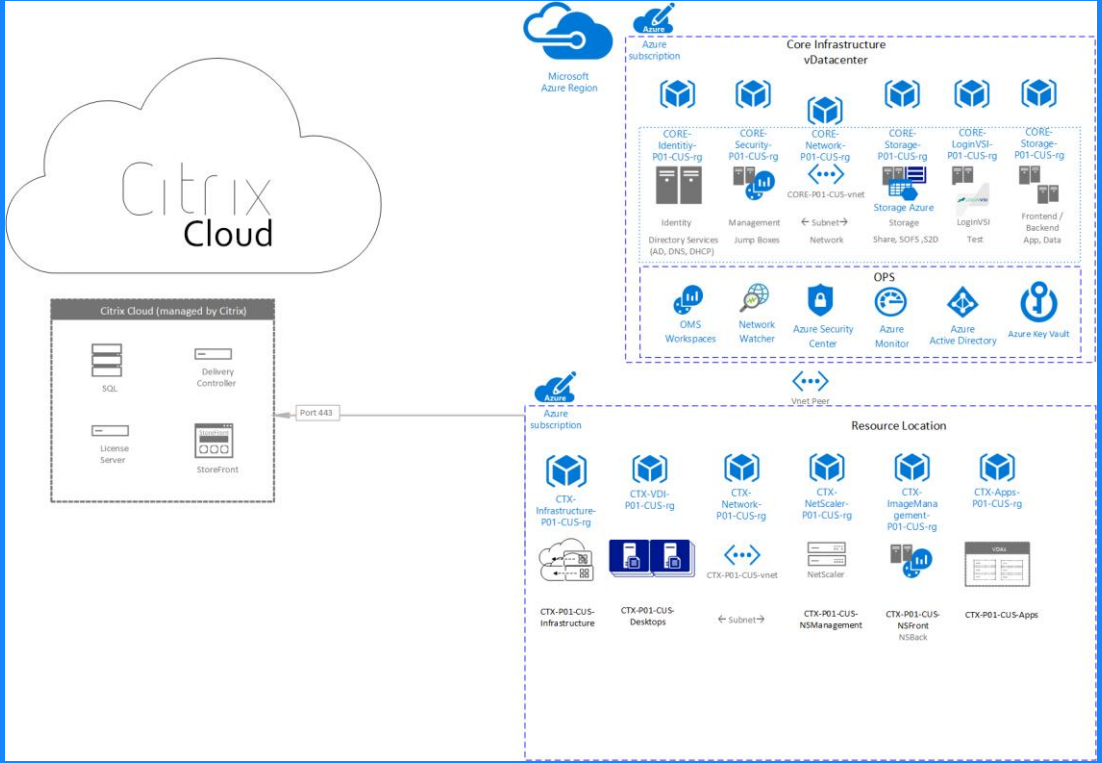 Citrix
Cloud
Citrix Cloud (managed by Citrix)
SQL
Delivery
Controller
License
Server
StoreFront
StoreFront
Port 443
Microsoft
Azure Region
Azure
Azure
subscription
Core Infrastructure
vDatacenter
CORE-
Identitiy-
P01-CUS-rg
Identity
Directory Services
(AD, DNS, DHCP)
CORE-
Security-
P01-CUS-rg
Management
Jump Boxes
CORE-
Network-
P01-CUS-rg
CORE-P01-CUS-vnet
← Subnet→
Network
CORE-
Storage-
P01-CUS-rg
Storage Azure
Storage
Share, SOFS ,S2D
CORE-
LoginVSI-
P01-CUS-rg
LoginVSI
Test
CORE-
Storage-
P01-CUS-rg
Frontend /
Backend
App, Data
OPS
OMS
Workspaces
Network
Watcher
Azure Security
Center
Azure
Monitor
Azure
Active Directory
Azure Key Vault
Vnet Peer
Azure
Azure
subscription
Resource Location
CTX-
Infrastructure-
P01-CUS-rg
CTX-P01-CUS-
Infrastructure
CTX-VDI-
P01-CUS-rg
CTX-P01-CUS-
Desktops
CTX-
Network-
P01-CUS-rg
CTX-P01-CUS-vnet
← Subnet→
CTX-
NetScaler-
P01-CUS-rg
NetScaler
CTX-P01-CUS-
NSManagement
CTX-
ImageMana
gement-
P01-CUS-rg
CTX-P01-CUS-
NSFront
NSBack
CTX-Apps-
P01-CUS-rg
VDAs
CTX-P01-CUS-Apps